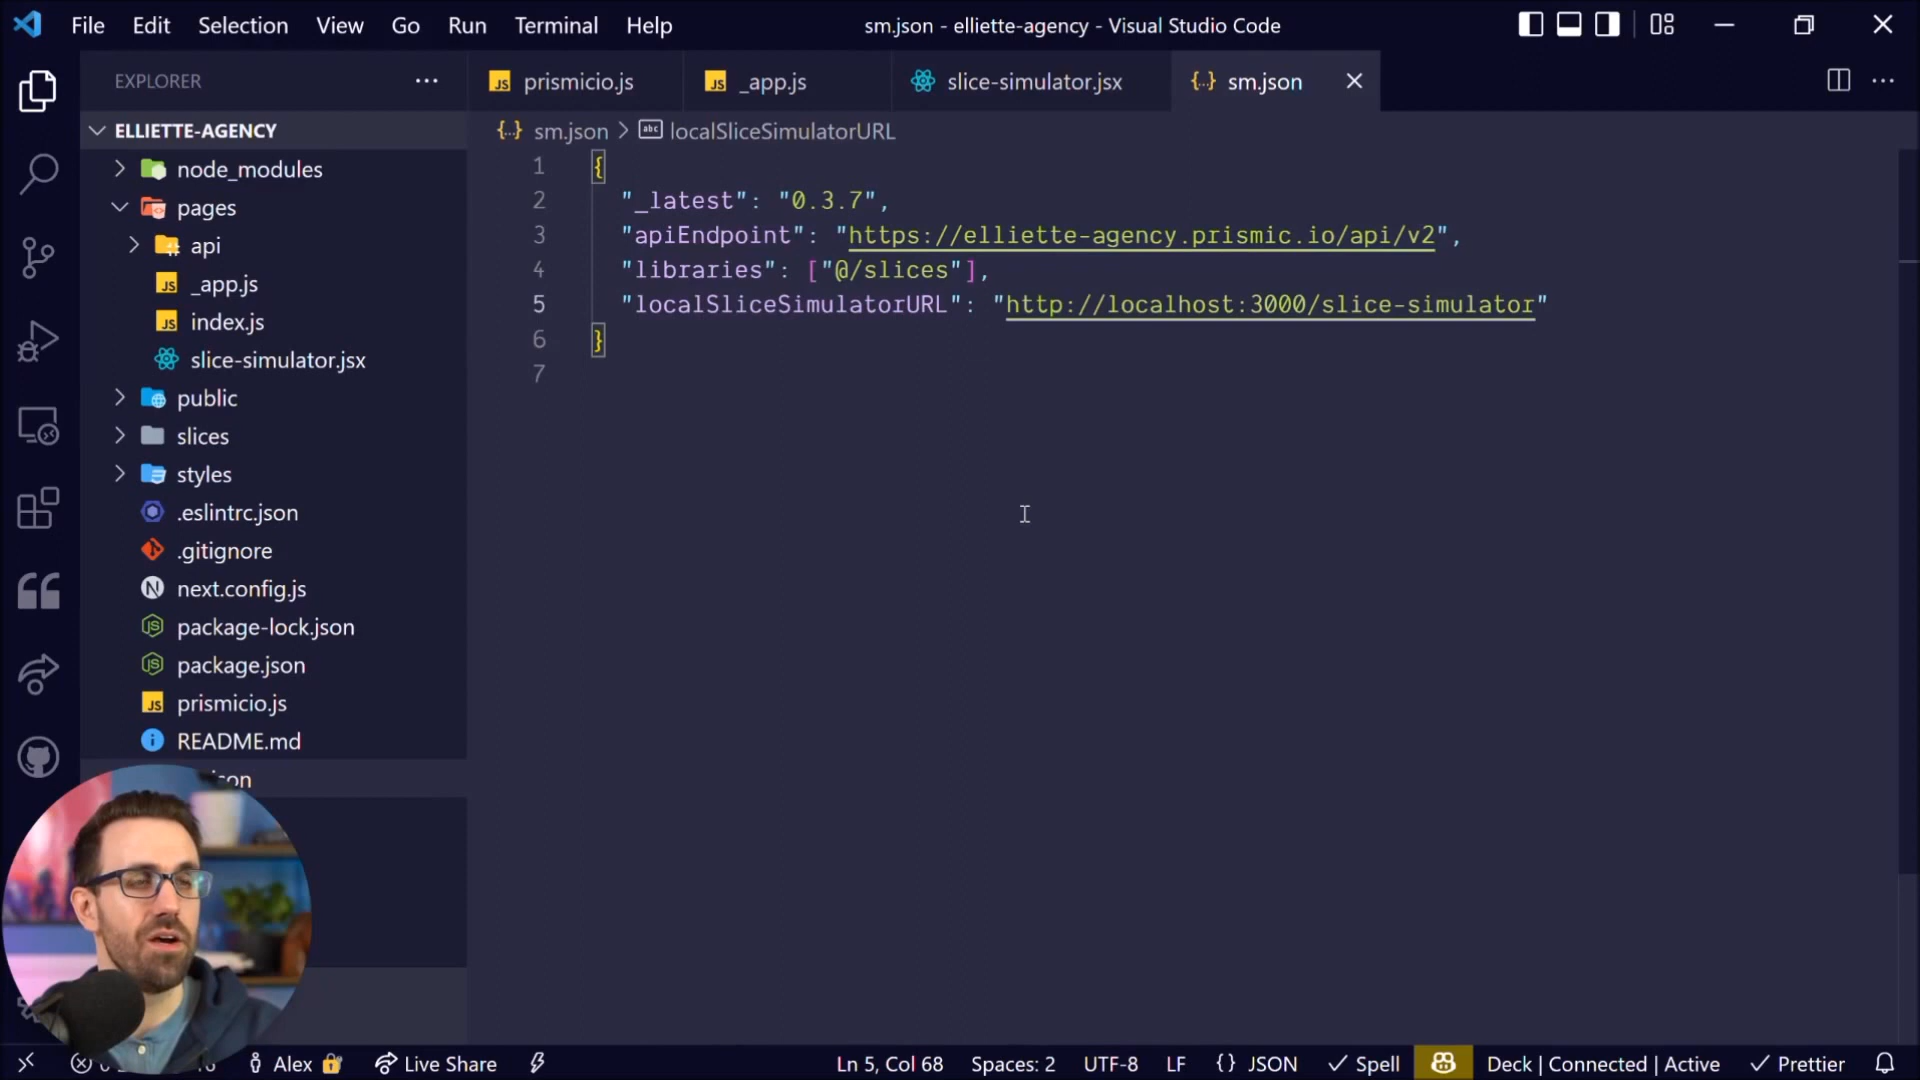 File Edit Selection View Go Run Terminal Help
sm.json - elliette-agency - Visual Studio Code
EXPLORER
ELLIETTE-AGENCY
node_modules
pages
api
_app.js
index.js
slice-simulator.jsx
public
slices
styles
.eslintrc.json
.gitignore
next.config.js
package-lock.json
package.json
prismicio.js
README.md
prismicio.js _app.js slice-simulator.jsx sm.json
sm.json > localSliceSimulatorURL
1 {
2 "_latest": "0.3.7",
3 "apiEndpoint": "https://elliette-agency.prismic.io/api/v2",
4 "libraries": ["@/slices"],
5 "localSliceSimulatorURL": "http://localhost:3000/slice-simulator"
6 }
7
Alex Live Share Ln 5, Col 68 Spaces: 2 UTF-8 LF {} JSON Spell Deck | Connected | Active Prettier